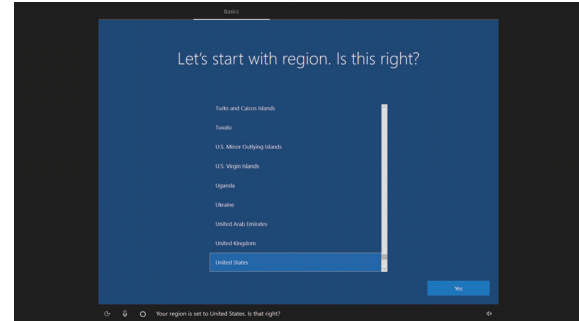 Basics
Let's start with region. Is this right?
Turks and Caicos Islands
Tuvalu
U.S. Minor Outlying Islands
U.S. Virgin Islands
Uganda
Ukraine
United Arab Emirates
United Kingdom
United States
Yes
Your region is set to United States. Is that right?